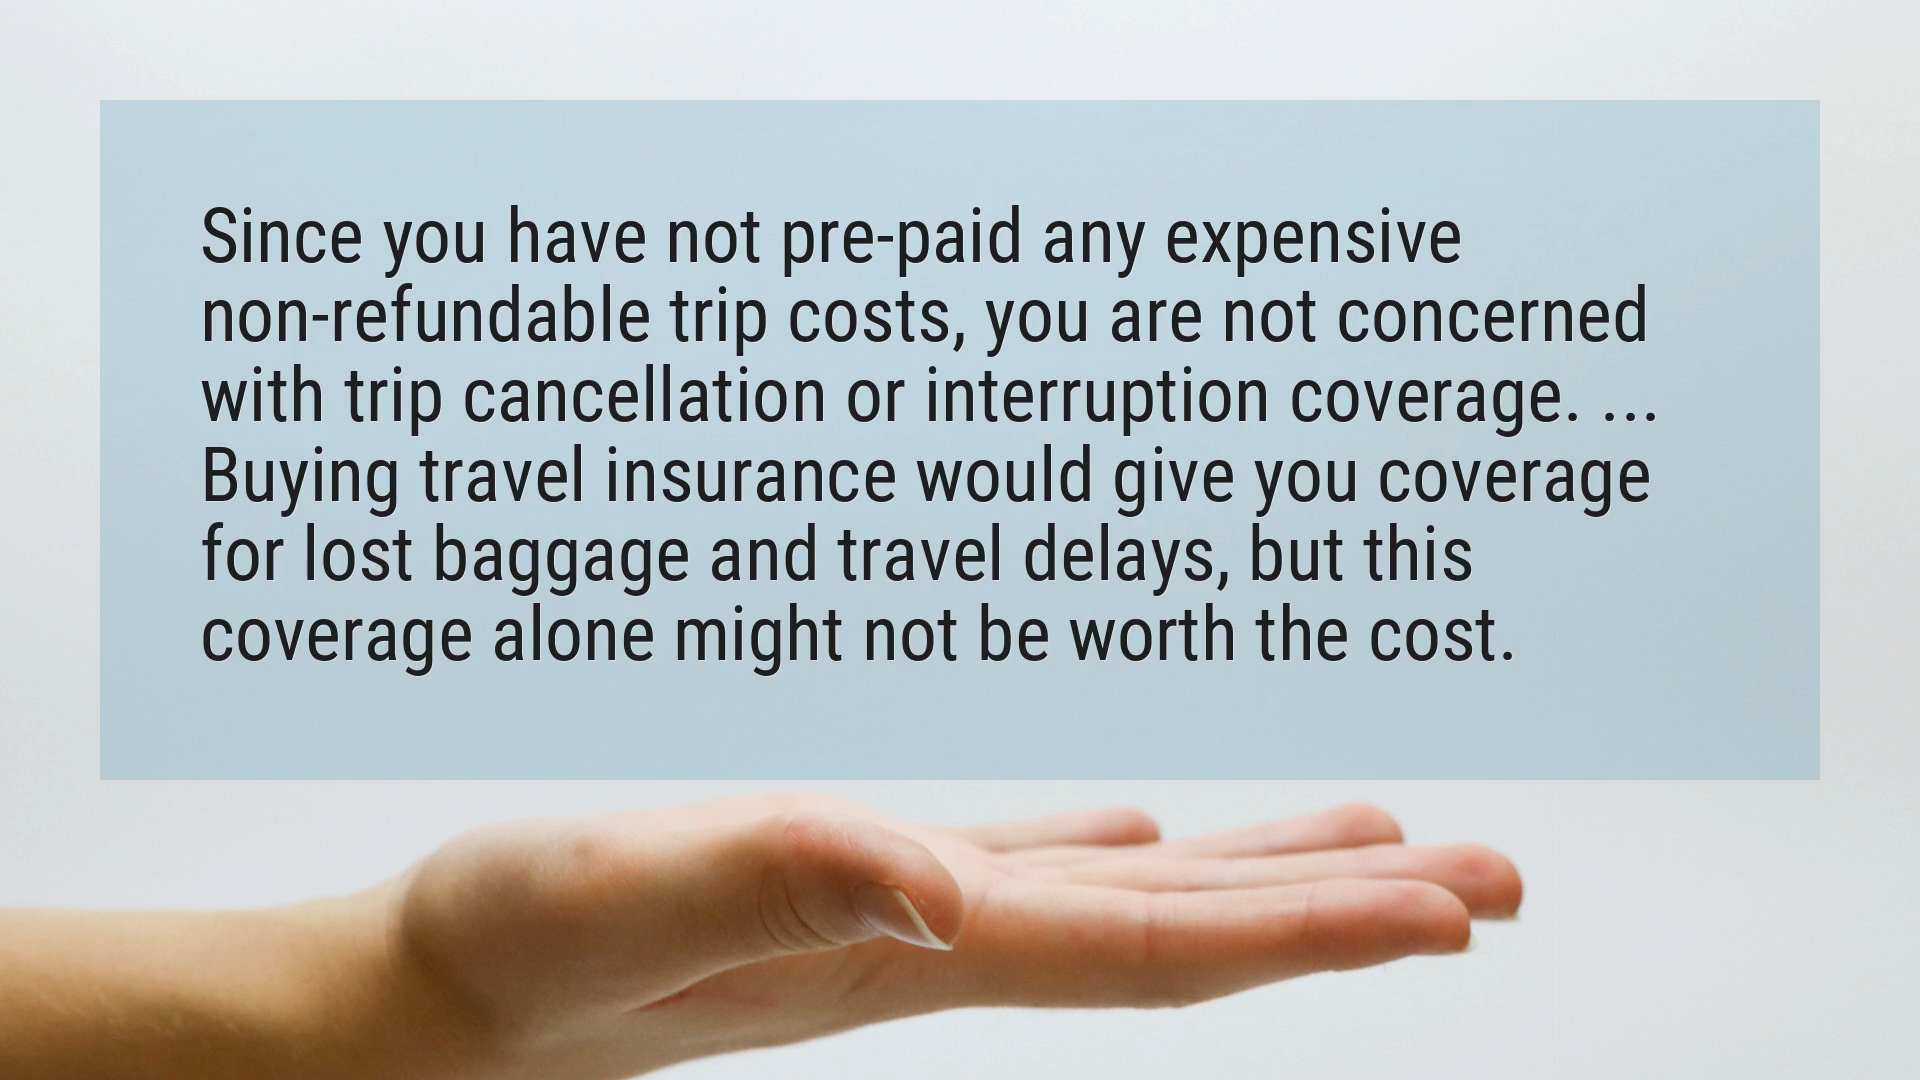 Since you have not pre-paid any expensive
non-refundable trip costs, you are not concerned
with trip cancellation or interruption coverage. ...
Buying travel insurance would give you coverage
for lost baggage and travel delays, but this
coverage alone might not be worth the cost.